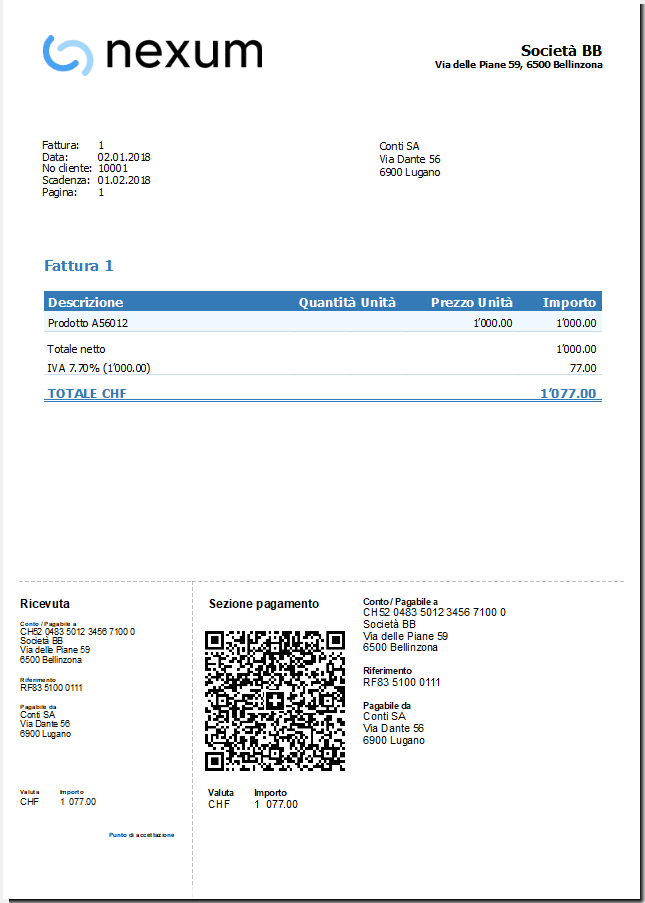 nexum
Società BB
Via delle Piane 59, 6500 Bellinzona
Fattura: 1
Data: 02.01.2018
No cliente: 10001
Scadenza: 01.02.2018
Pagina: 1
Conti SA
Via Dante 56
6900 Lugano
Fattura 1
Descrizione Quantità Unità Prezzo Unità Importo
Prodotto A56012 1'000.00 1'000.00
Totale netto 1'000.00
IVA 7.70% (1'000.00) 77.00
TOTALE CHF 1'077.00
Ricevuta
Conto / Pagabile a
CH52 0483 5012 3456 7100 0
Società BB
Via delle Piane 59
6500 Bellinzona
Riferimento
RF83 5100 0111
Pagabile da
Conti SA
Via Dante 56
6900 Lugano
Valuta Importo
CHF 1 077.00
Punto di accettazione
Sezione pagamento
Valuta Importo
CHF 1 077.00
Conto / Pagabile a
CH52 0483 5012 3456 7100 0
Società BB
Via delle Piane 59
6500 Bellinzona
Riferimento
RF83 5100 0111
Pagabile da
Conti SA
Via Dante 56
6900 Lugano